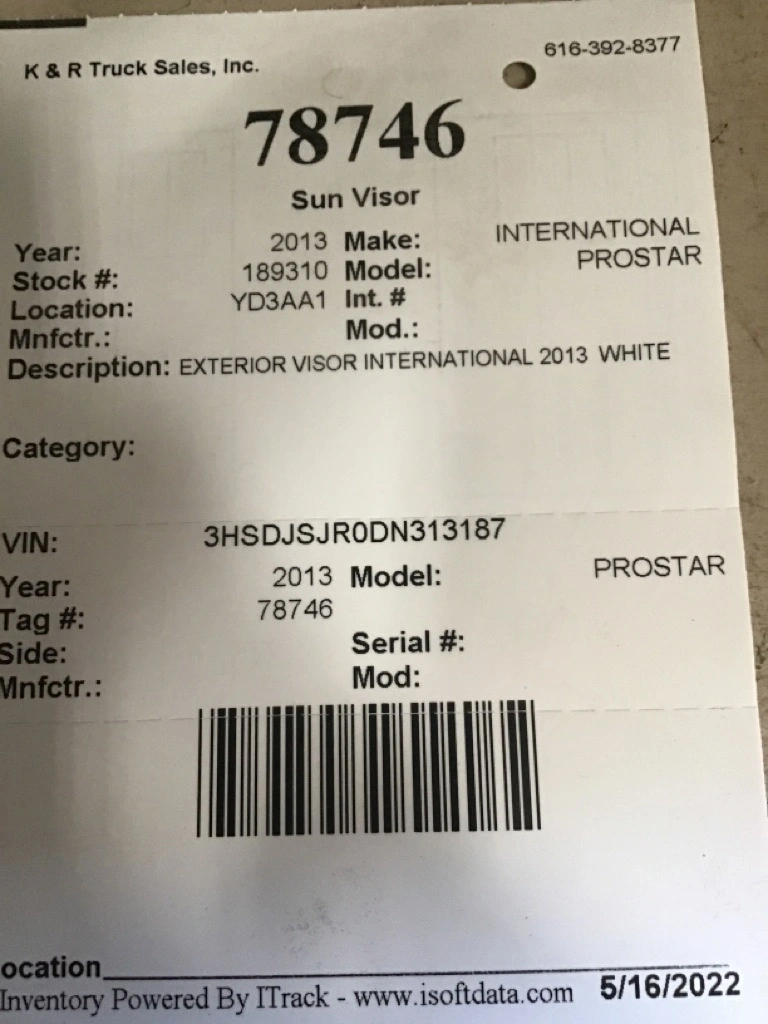 K & R Truck Sales, Inc. 616-392-8377
78746
Sun Visor
Year: 2013 Make: INTERNATIONAL
Stock #: 189310 Model: PROSTAR
Location: YD3AA1 Int. #
Mnfctr.: Mod.:
Description: EXTERIOR VISOR INTERNATIONAL 2013 WHITE
Category:
VIN: 3HSDJSJR0DN313187
Year: 2013 Model: PROSTAR
Tag #: 78746
Side: Serial #:
Mnfctr.: Mod:
ocation
Inventory Powered By ITrack - www.isoftdata.com 5/16/2022